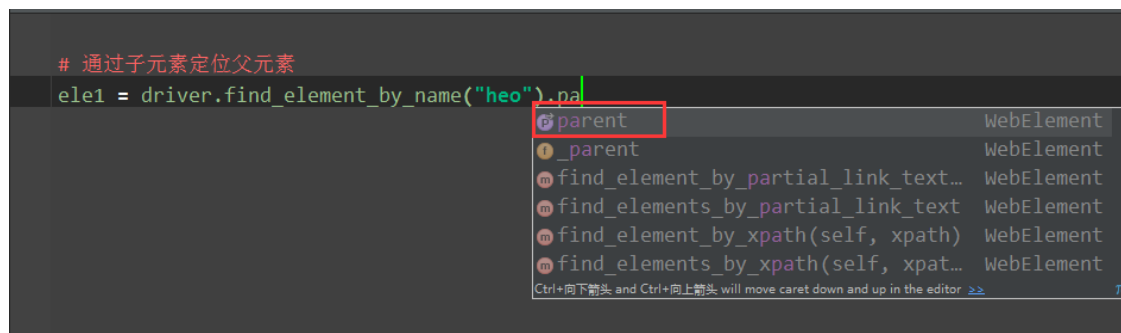 # 通过子元素定位父元素
ele1 = driver.find_element_by_name("heo").pa
parent WebElement
_parent WebElement
find_element_by_partial_link_text… WebElement
find_elements_by_partial_link_text WebElement
find_element_by_xpath(self, xpath) WebElement
find_elements_by_xpath(self, xpat… WebElement
Ctrl+向下箭头 and Ctrl+向上箭头 will move caret down and up in the editor >>